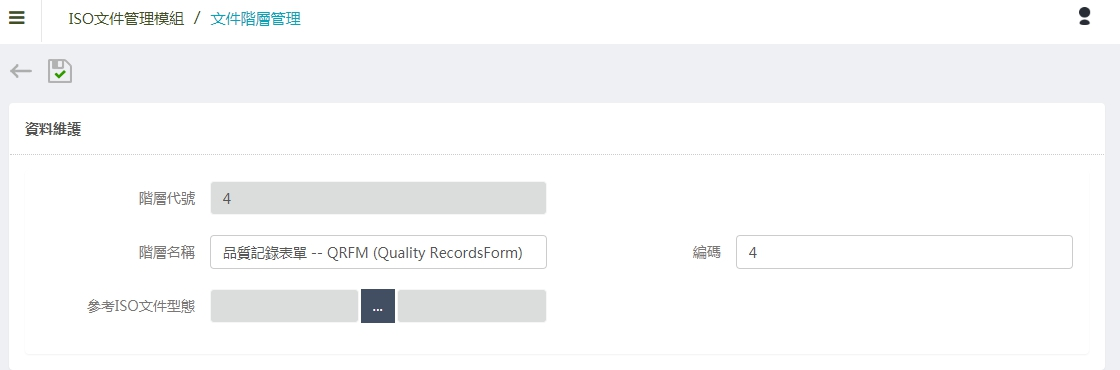 ISO文件管理模組 / 文件階層管理
資料維護
階層代號 4
階層名稱 品質記錄表單 -- QRFM (Quality RecordsForm) 編碼 4
參考ISO文件型態 ...